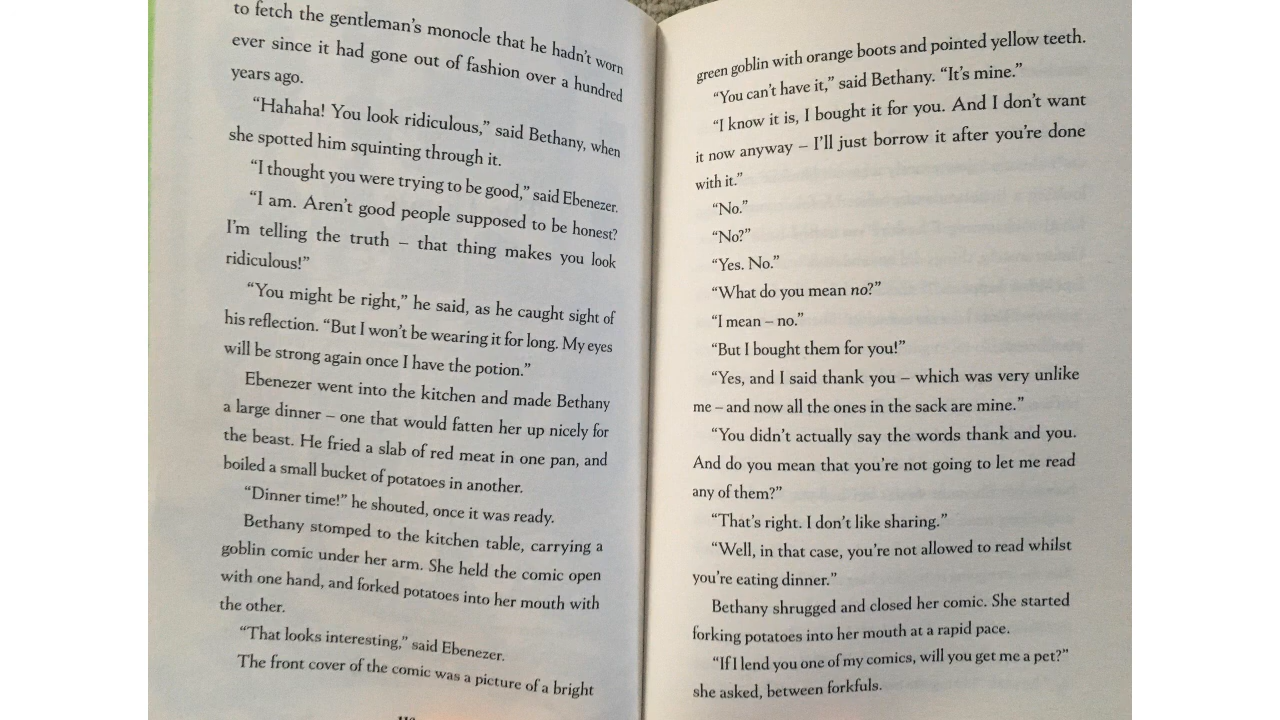 to fetch the gentleman's monocle that he hadn't worn
ever since it had gone out of fashion over a hundred
years ago.
"Hahaha! You look ridiculous," said Bethany, when
she spotted him squinting through it.
"I thought you were trying to be good," said Ebenezer.
"I am. Aren't good people supposed to be honest?
I'm telling the truth – that thing makes you look
ridiculous!"
"You might be right," he said, as he caught sight of
his reflection. "But I won't be wearing it for long. My eyes
will be strong again once I have the potion."
Ebenezer went into the kitchen and made Bethany
a large dinner – one that would fatten her up nicely for
the beast. He fried a slab of red meat in one pan, and
boiled a small bucket of potatoes in another.
"Dinner time!" he shouted, once it was ready.
Bethany stomped to the kitchen table, carrying a
goblin comic under her arm. She held the comic open
with one hand, and forked potatoes into her mouth with
the other.
"That looks interesting," said Ebenezer.
The front cover of the comic was a picture of a bright
green goblin with orange boots and pointed yellow teeth.
"You can't have it," said Bethany. "It's mine."
"I know it is, I bought it for you. And I don't want
it now anyway – I'll just borrow it after you're done
with it."
"No."
"No?"
"Yes. No."
"What do you mean no?"
"I mean – no."
"But I bought them for you!"
"Yes, and I said thank you – which was very unlike
me – and now all the ones in the sack are mine."
"You didn't actually say the words thank and you.
And do you mean that you're not going to let me read
any of them?"
"That's right. I don't like sharing."
"Well, in that case, you're not allowed to read whilst
you're eating dinner."
Bethany shrugged and closed her comic. She started
forking potatoes into her mouth at a rapid pace.
"If I lend you one of my comics, will you get me a pet?"
she asked, between forkfuls.